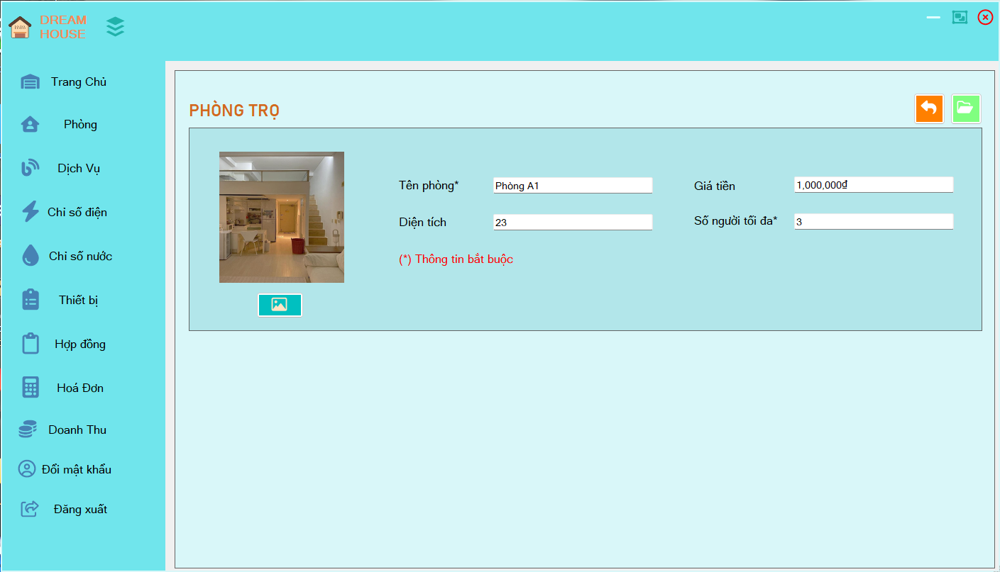 DREAM
HOUSE
Trang Chủ
Phòng
Dịch Vụ
Chỉ số điện
Chỉ số nước
Thiết bị
Hợp đồng
Hoá Đơn
Doanh Thu
Đổi mật khẩu
Đăng xuất
PHÒNG TRỌ
Tên phòng* Phòng A1 Giá tiền 1,000,000₫
Diện tích 23 Số người tối đa* 3
(*) Thông tin bắt buộc